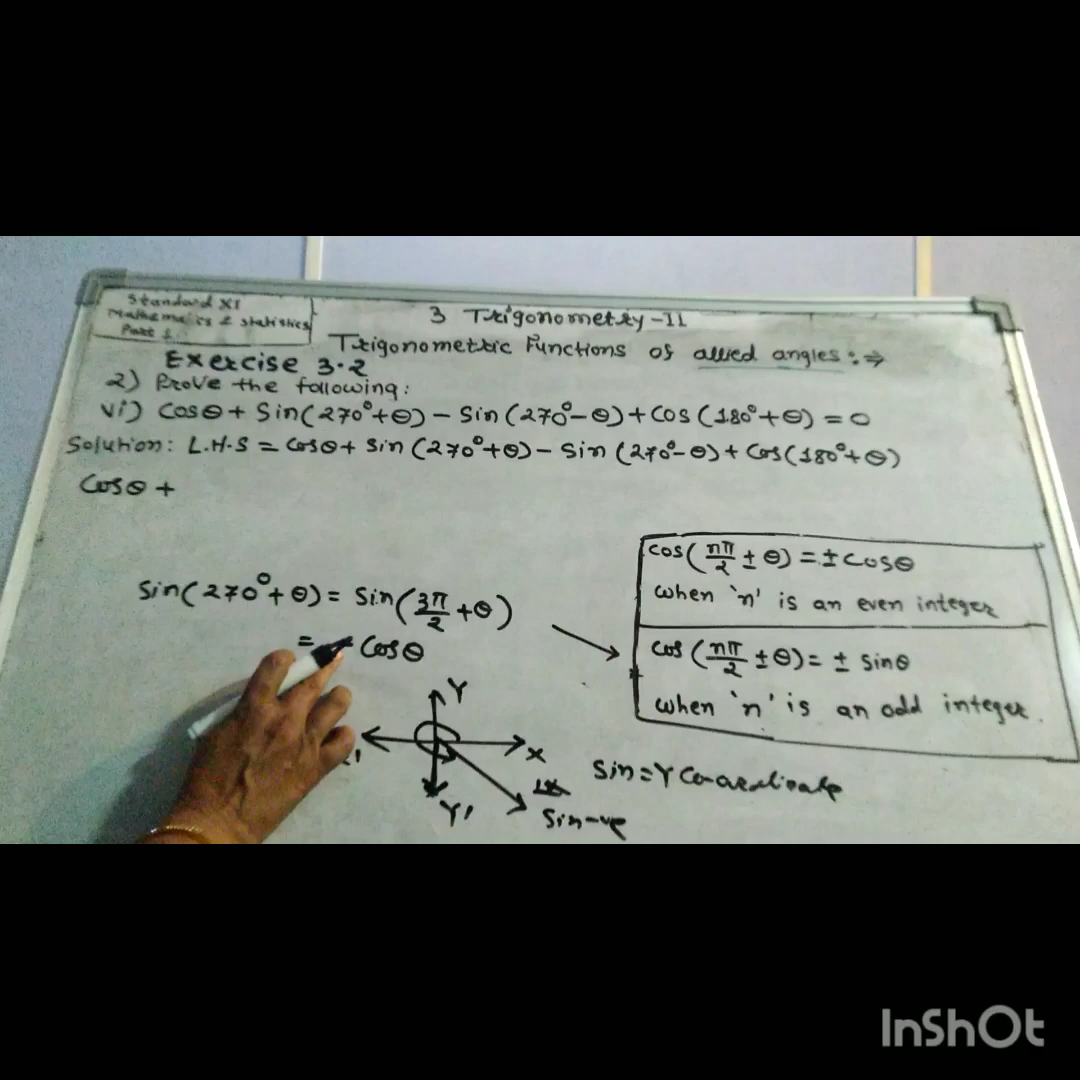 Standard XI
Mathematics & Statistics
Part 1
3 Trigonometry-II
Trigonometric Functions of allied angles:⇒
Exercise 3.2
2) Prove the following:
vi) Cosθ + Sin(270°+θ) − Sin(270°−θ) + Cos(180°+θ) = 0
Solution: L.H.S = Cosθ + Sin(270°+θ) − Sin(270°−θ) + Cos(180°+θ)
Cosθ +
Sin(270°+θ) = Sin(3π/2 + θ)
= − Cosθ
Cos(nπ/2 ± θ) = ± Cosθ
when 'n' is an even integer
Cos(nπ/2 ± θ) = ± Sinθ
when 'n' is an odd integer.
Y
X
Y'
Sin = Y Co-ordinate
Sin -ve
InShOt